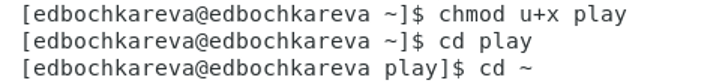 [edbochkareva@edbochkareva ~]$ chmod u+x play
[edbochkareva@edbochkareva ~]$ cd play
[edbochkareva@edbochkareva play]$ cd ~